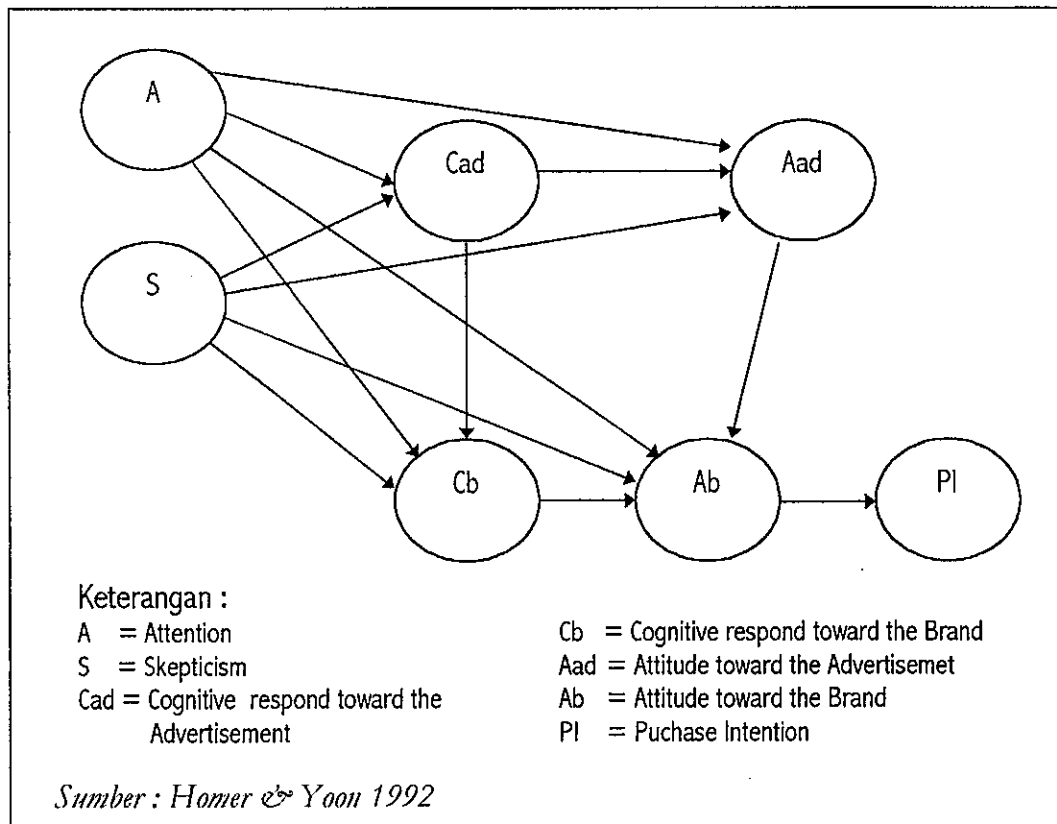 A
Cad
Aad
S
Cb
Ab
PI
Keterangan :
A = Attention
S = Skepticism
Cad = Cognitive respond toward the
Advertisement
Cb = Cognitive respond toward the Brand
Aad = Attitude toward the Advertisemet
Ab = Attitude toward the Brand
PI = Puchase Intention
Sumber : Homer & Yoon 1992